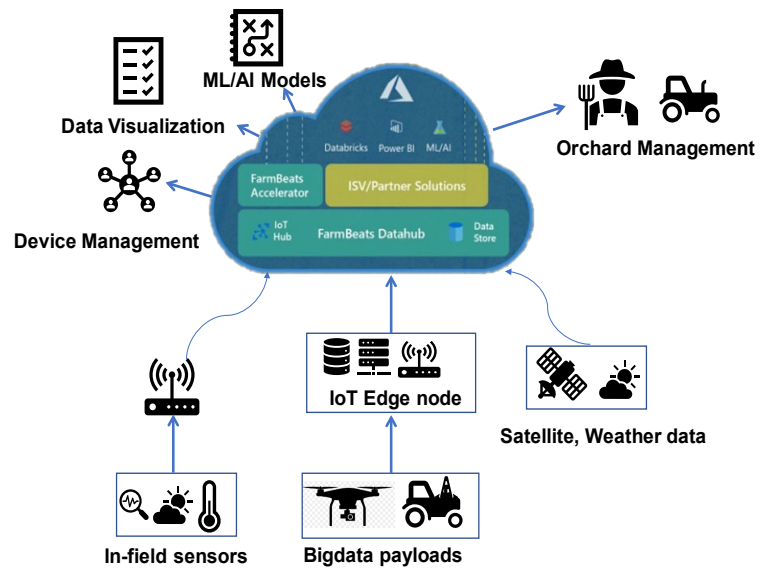 ML/AI Models
Data Visualization
Orchard Management
Databricks Power BI ML/AI
Device Management
FarmBeats
Accelerator
ISV/Partner Solutions
IoT
Hub
FarmBeats Datahub
Data
Store
IoT Edge node
Satellite, Weather data
In-field sensors
Bigdata payloads